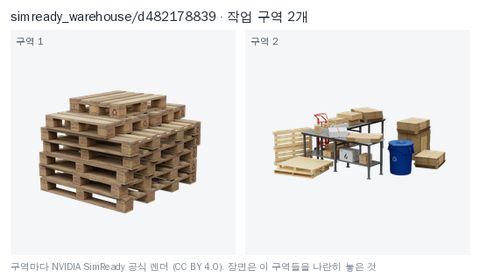 simready_warehouse/d482178839 · 작업 구역 2개
구역 1
구역 2
구역마다 NVIDIA SimReady 공식 렌더 (CC BY 4.0). 장면은 이 구역들을 나란히 놓은 것